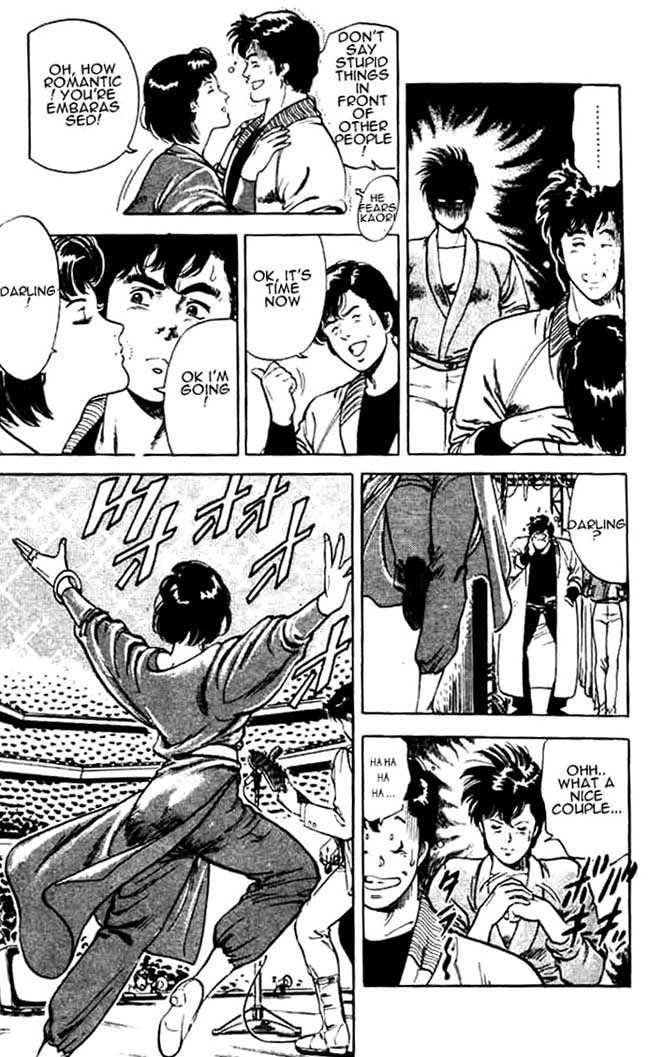 DON'T
SAY
STUPID
THINGS
IN
FRONT
OF
OTHER
PEOPLE
!
OH, HOW
ROMANTIC
! YOU'RE
EMBARAS
SED!
HE
FEARS
KAORI
.........
OK, IT'S
TIME
NOW
OK I'M
GOING
!
DARLING
!
DARLING
?
OHH..
WHAT A
NICE
COUPLE...
HA HA
HA
HA ...